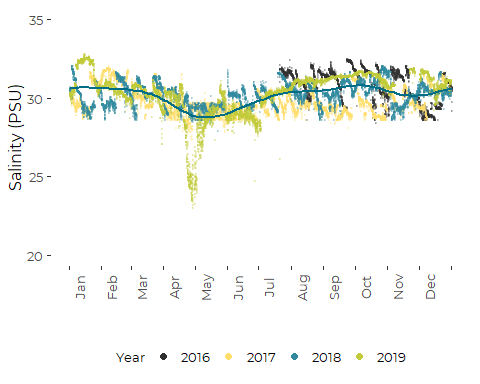 35
30
25
20
Salinity (PSU)
Jan Feb Mar Apr May Jun Jul Aug Sep Oct Nov Dec
Year 2016 2017 2018 2019